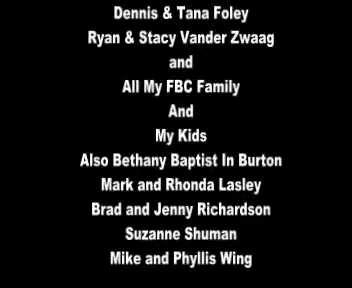 Dennis & Tana Foley
Ryan & Stacy Vander Zwaag
and
All My FBC Family
And
My Kids
Also Bethany Baptist In Burton
Mark and Rhonda Lasley
Brad and Jenny Richardson
Suzanne Shuman
Mike and Phyllis Wing